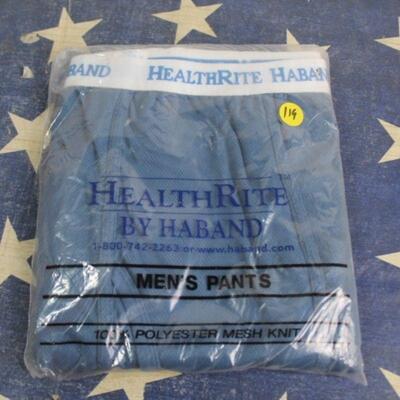 BAND HEALTHRITE HABAN
119
HEALTHRITE
BY HABAND
1-800-742-2263 or www.haband.com
MEN'S PANTS
100% POLYESTER MESH KNIT